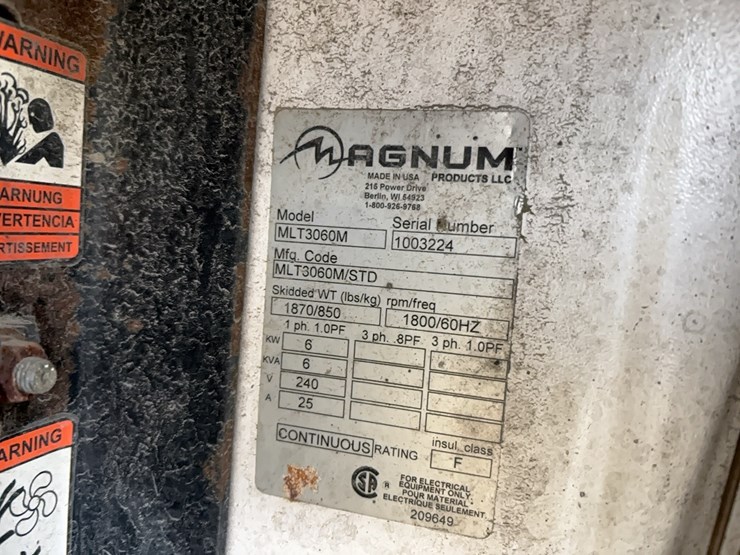 WARNING
ARNUNG
VERTENCIA
RTISSEMENT
ARNING
MAGNUM
MADE IN USA PRODUCTS LLC
215 Power Drive
Berlin, WI 54923
1-800-926-9768
Model Serial Number
MLT3060M 1003224
Mfg. Code
MLT3060M/STD
Skidded WT (lbs/kg) rpm/freq
1870/850 1800/60HZ
1 ph. 1.0PF 3 ph. .8PF 3 ph. 1.0PF
KW 6
KVA 6
V 240
A 25
CONTINUOUS RATING insul class
F
FOR ELECTRICAL
EQUIPMENT ONLY
POUR MATERIAL
ELECTRIQUE SEULEMENT
209649